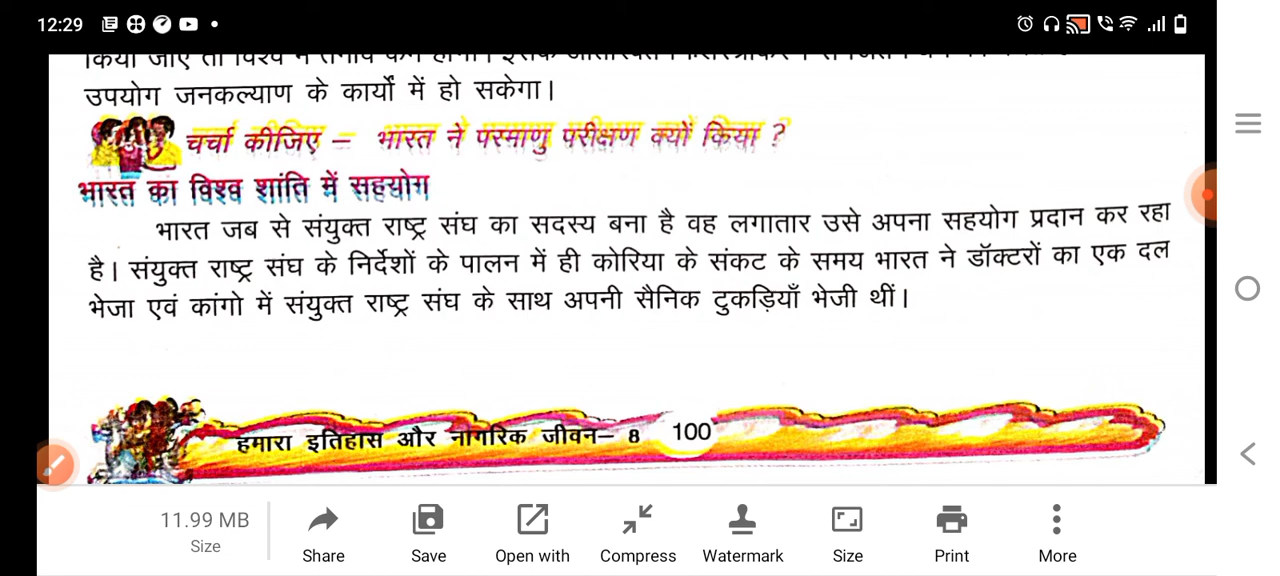 12:29
उपयोग जनकल्याण के कार्यों में हो सकेगा।
चर्चा कीजिए – भारत ने परमाणु परीक्षण क्यों किया ?
भारत का विश्व शांति में सहयोग
भारत जब से संयुक्त राष्ट्र संघ का सदस्य बना है वह लगातार उसे अपना सहयोग प्रदान कर रहा
है। संयुक्त राष्ट्र संघ के निर्देशों के पालन में ही कोरिया के संकट के समय भारत ने डॉक्टरों का एक दल
भेजा एवं कांगो में संयुक्त राष्ट्र संघ के साथ अपनी सैनिक टुकड़ियाँ भेजी थीं।
हमारा इतिहास और नागरिक जीवन– 8 100
11.99 MB
Size
Share
Save
Open with
Compress
Watermark
Size
Print
More